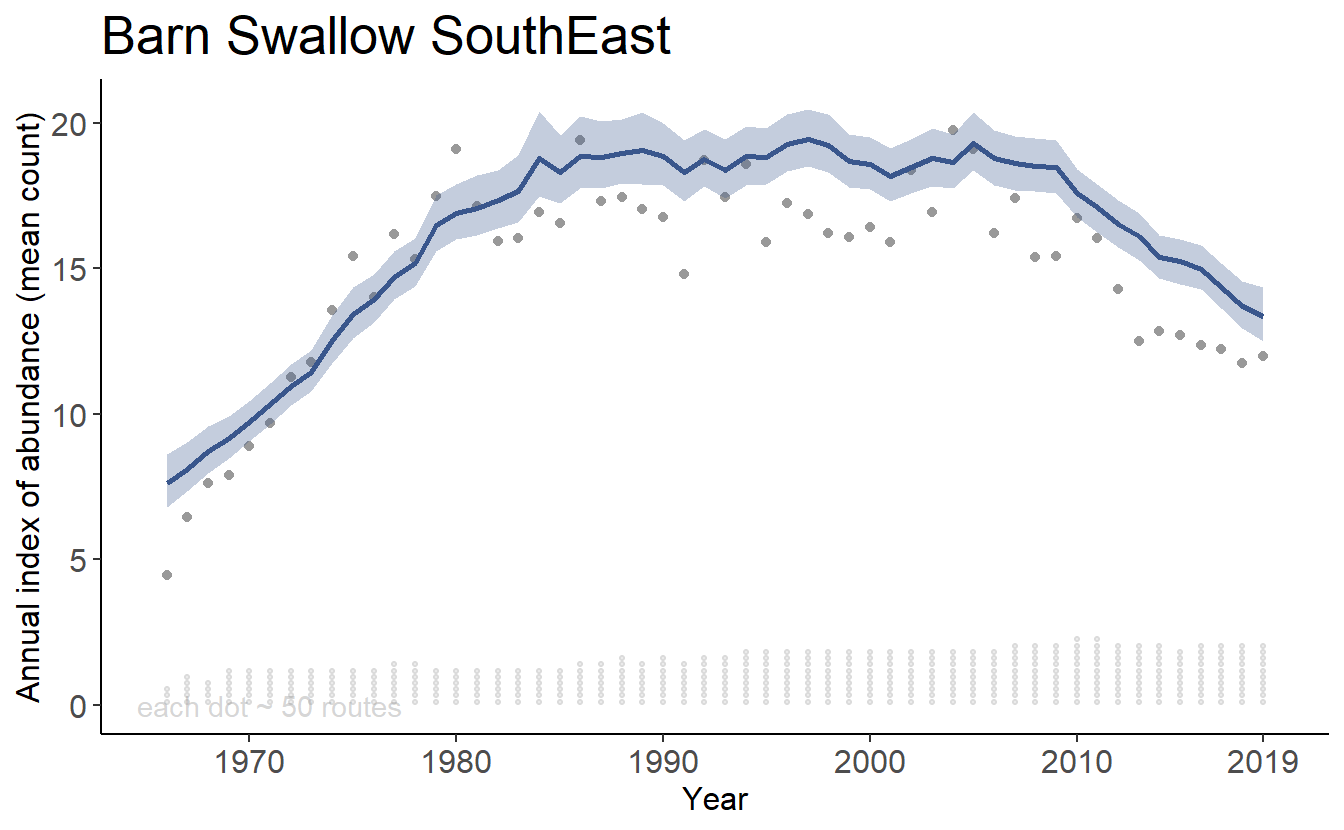 Barn Swallow SouthEast
Annual index of abundance (mean count)
20
15
10
5
0
each dot ~ 50 routes
1970 1980 1990 2000 2010 2019
Year